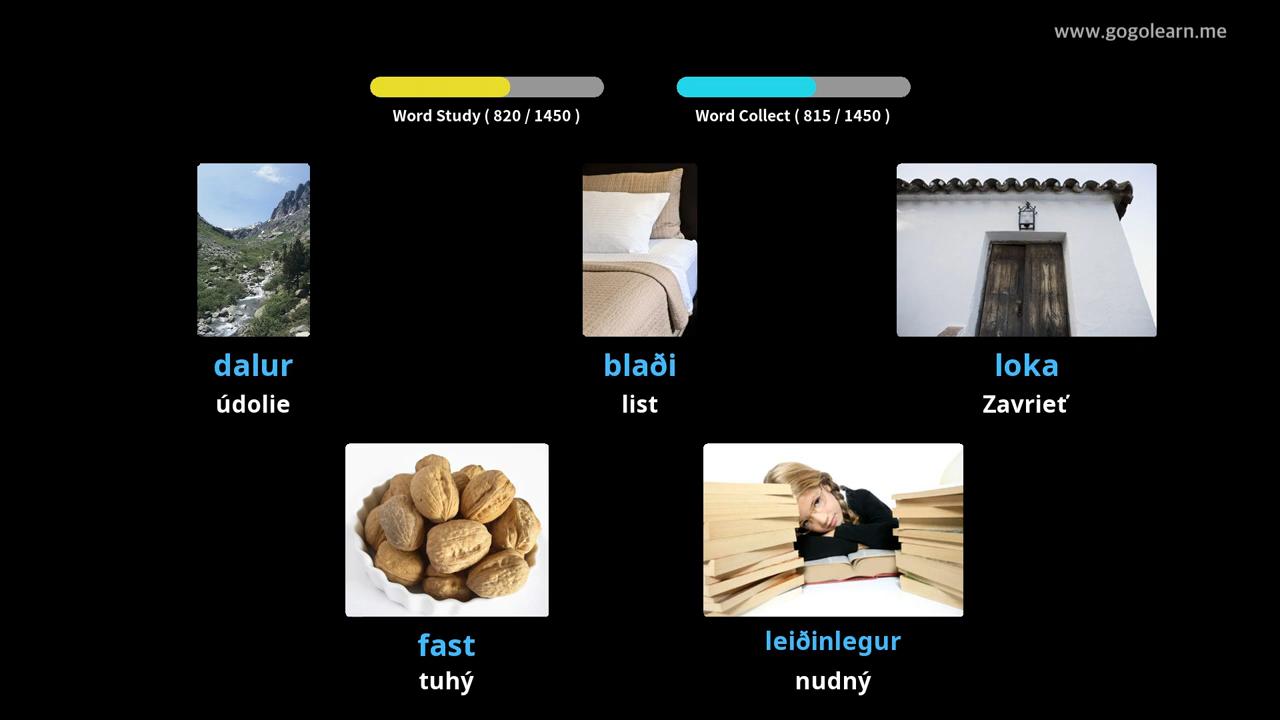 www.gogolearn.me
Word Study ( 820 / 1450 )
Word Collect ( 815 / 1450 )
dalur
údolie
blaði
list
loka
Zavrieť
fast
tuhý
leiðinlegur
nudný